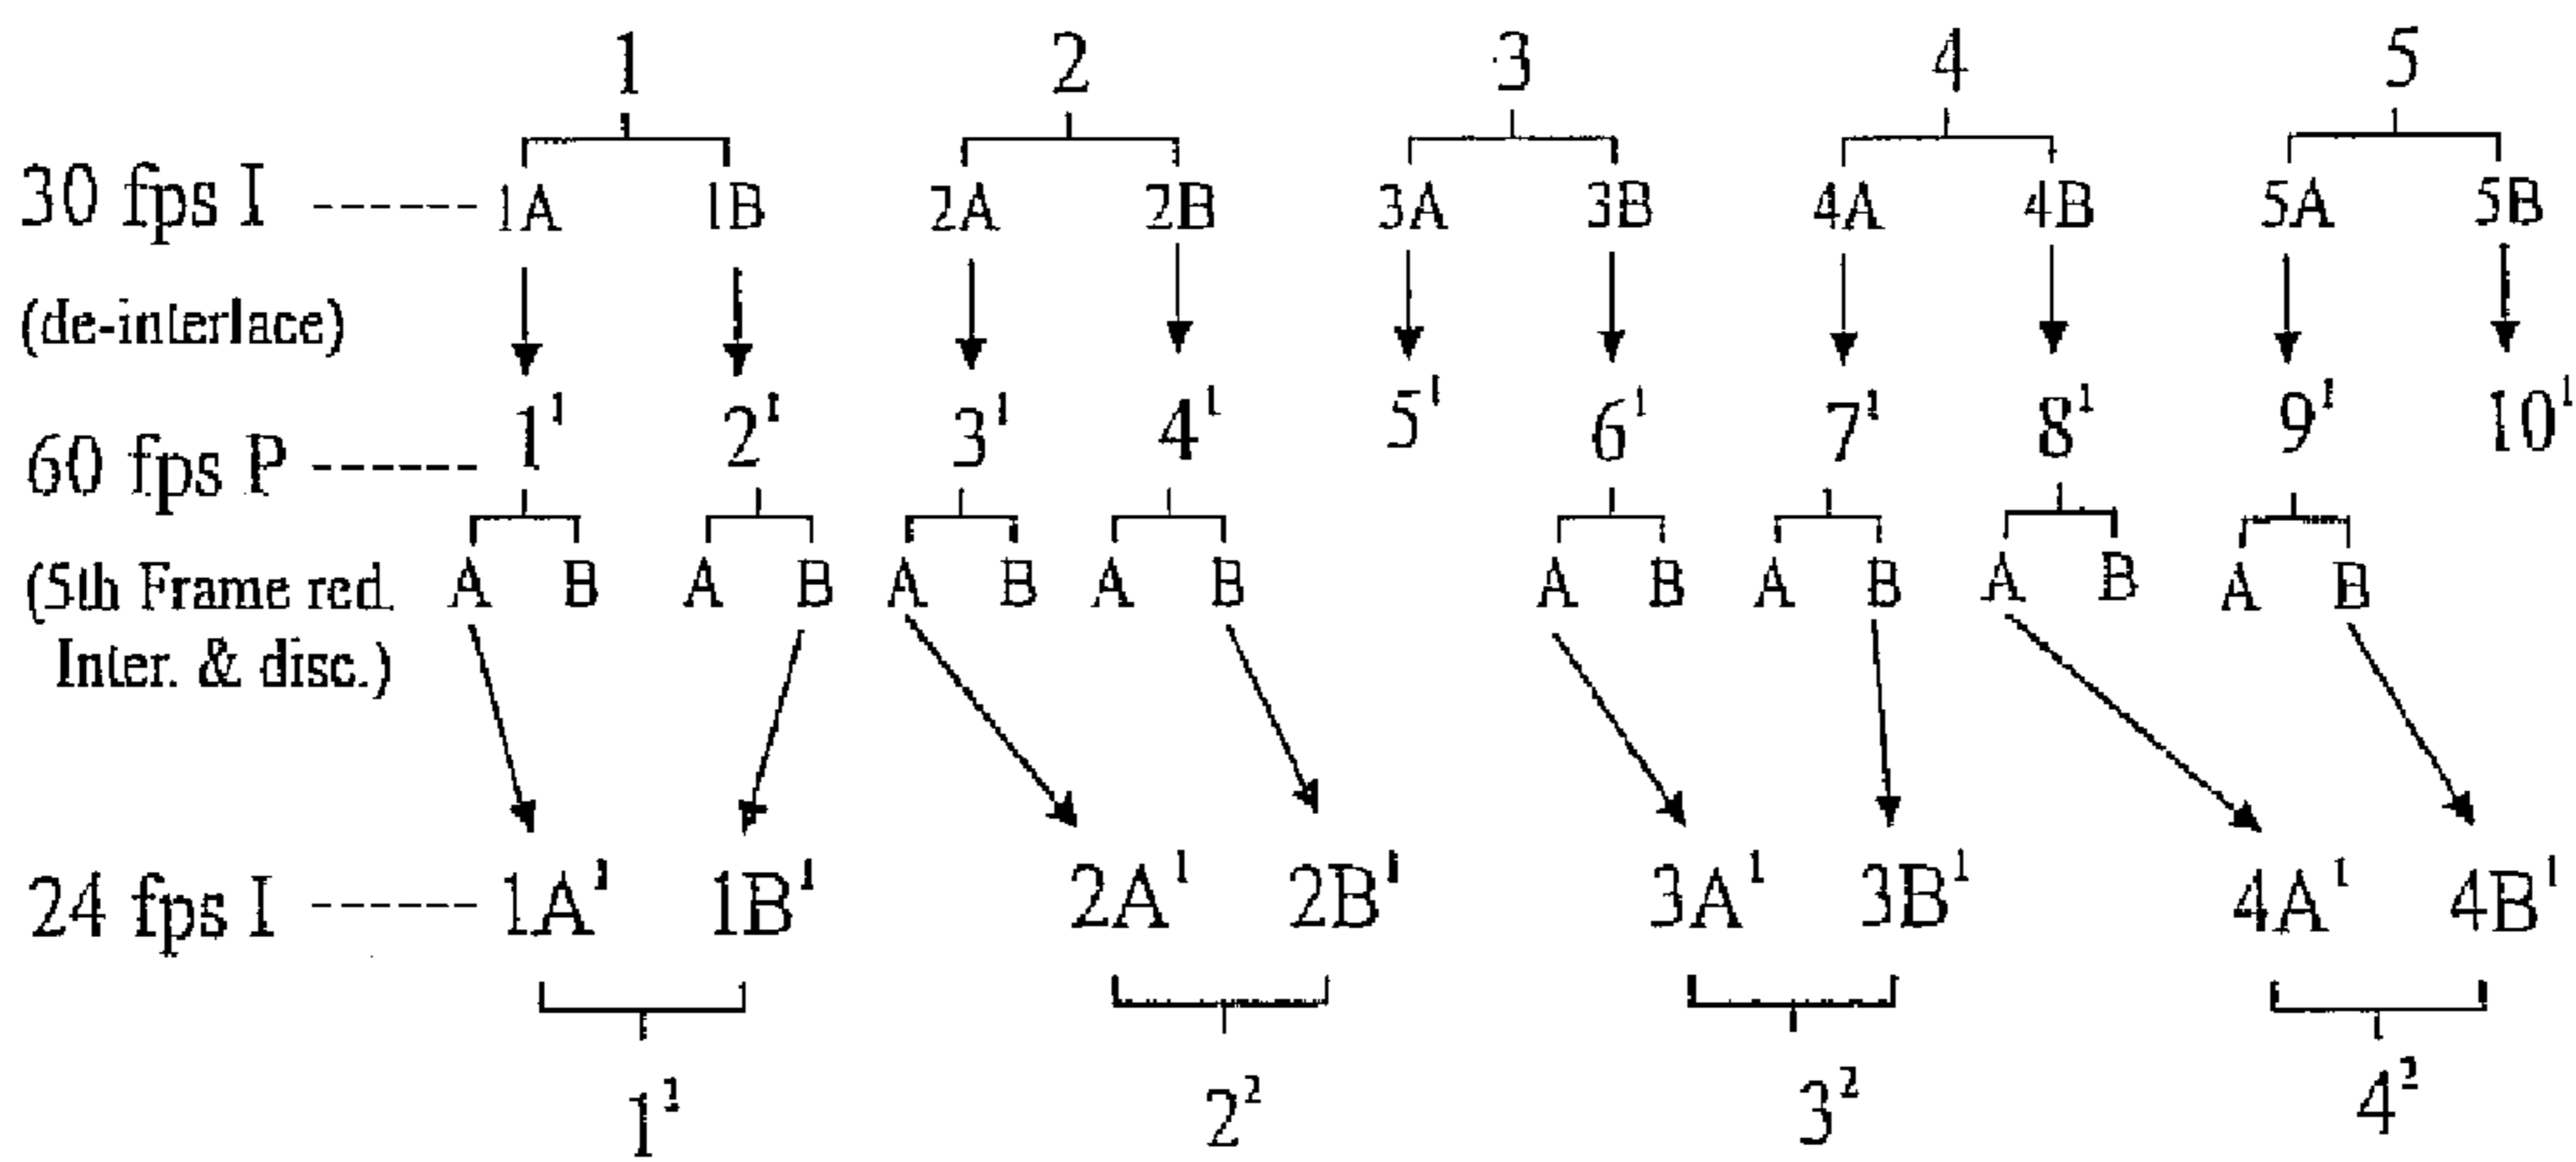 1 2 3 4 5
30 fps I ------ 1A 1B 2A 2B 3A 3B 4A 4B 5A 5B
(de-interlace)
1¹ 2¹ 3¹ 4¹ 5¹ 6¹ 7¹ 8¹ 9¹ 10¹
60 fps P ------
A B A B A B A B A B A B A B A B
(5th Frame red.
Inter. & disc.)
24 fps I ------ 1A¹ 1B¹ 2A¹ 2B¹ 3A¹ 3B¹ 4A¹ 4B¹
1² 2² 3² 4²